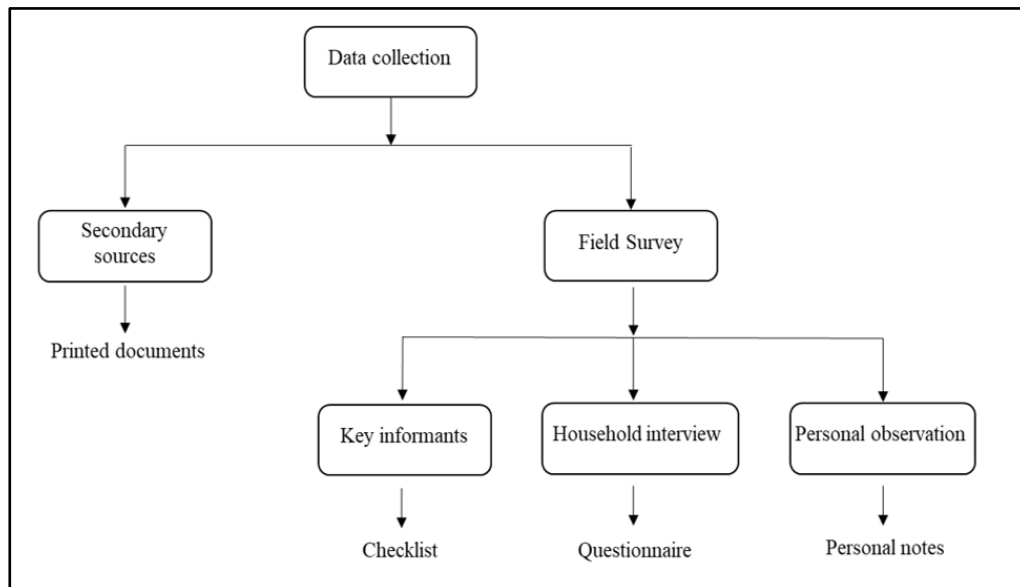 Data collection
Secondary
sources
Field Survey
Printed documents
Key informants
Household interview
Personal observation
Checklist
Questionnaire
Personal notes